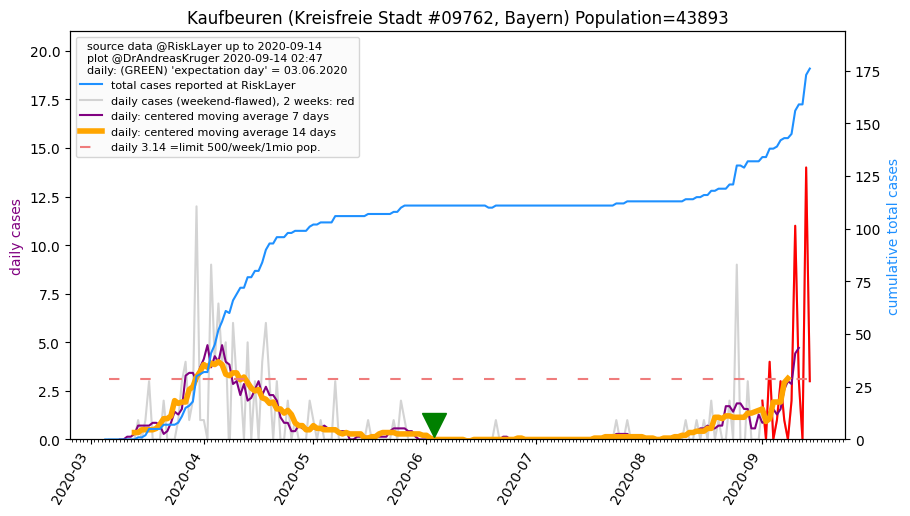 Kaufbeuren (Kreisfreie Stadt #09762, Bayern) Population=43893
source data @RiskLayer up to 2020-09-14
plot @DrAndreasKruger 2020-09-14 02:47
daily: (GREEN) 'expectation day' = 03.06.2020
total cases reported at RiskLayer
daily cases (weekend-flawed), 2 weeks: red
daily: centered moving average 7 days
daily: centered moving average 14 days
daily 3.14 =limit 500/week/1mio pop.
daily cases
20.0
17.5
15.0
12.5
10.0
7.5
5.0
2.5
0.0
cumulative total cases
175
150
125
100
75
50
25
0
2020-03
2020-04
2020-05
2020-06
2020-07
2020-08
2020-09